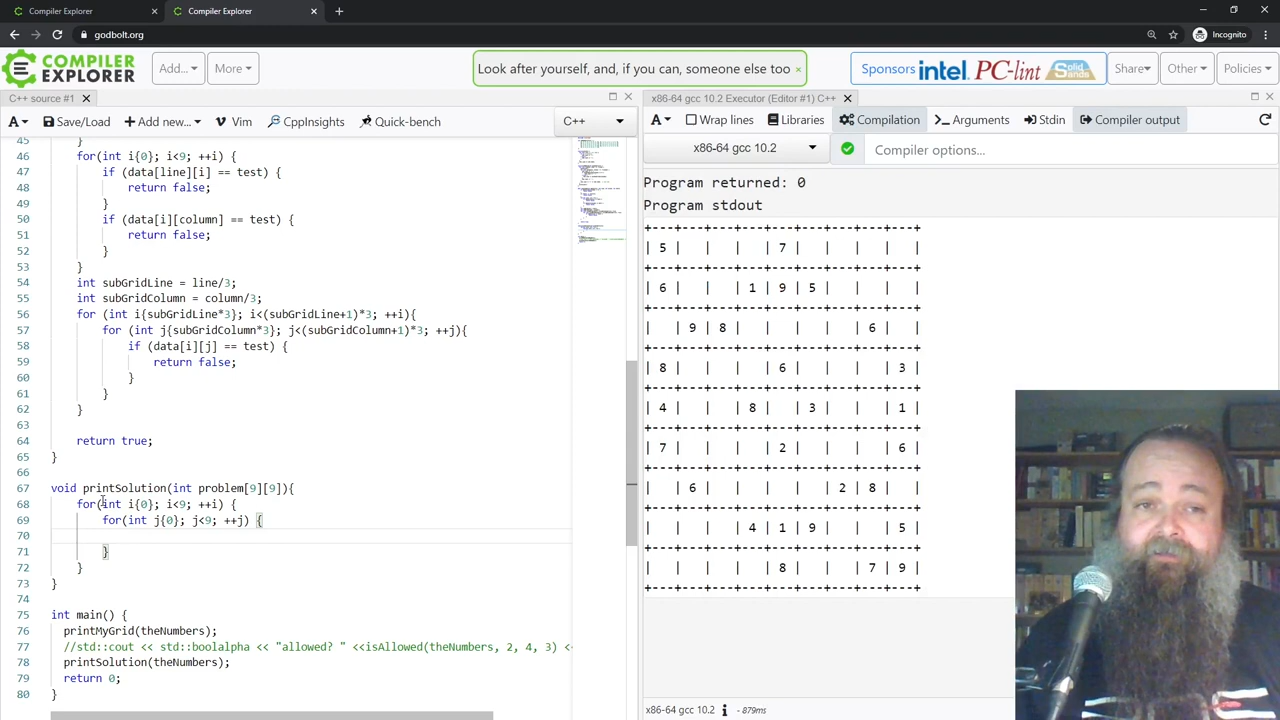 Compiler Explorer × Compiler Explorer × +
godbolt.org Incognito
COMPILER EXPLORER Add... More Look after yourself, and, if you can, someone else too × Sponsors intel PC-lint Solid Sands Share Other Policies
C++ source #1 × x86-64 gcc 10.2 Executor (Editor #1) C++ ×
A Save/Load + Add new... Vim CppInsights Quick-bench C++ A Wrap lines Libraries Compilation Arguments Stdin Compiler output
x86-64 gcc 10.2 Compiler options...
45 }
46 for(int i{0}; i<9; ++i) {
47 if (data[line][i] == test) {
48 return false;
49 }
50 if (data[i][column] == test) {
51 return false;
52 }
53 }
54 int subGridLine = line/3;
55 int subGridColumn = column/3;
56 for (int i{subGridLine*3}; i<(subGridLine+1)*3; ++i){
57 for (int j{subGridColumn*3}; j<(subGridColumn+1)*3; ++j){
58 if (data[i][j] == test) {
59 return false;
60 }
61 }
62 }
63
64 return true;
65 }
66
67 void printSolution(int problem[9][9]){
68 for(int i{0}; i<9; ++i) {
69 for(int j{0}; j<9; ++j) {
70
71 }
72 }
73 }
74
75 int main() {
76 printMyGrid(theNumbers);
77 //std::cout << std::boolalpha << "allowed? " <<isAllowed(theNumbers, 2, 4, 3) <
78 printSolution(theNumbers);
79 return 0;
80 }
Program returned: 0
Program stdout
+---+---+---+---+---+---+---+---+---+
| 5 |   |   |   | 7 |   |   |   |   |
+---+---+---+---+---+---+---+---+---+
| 6 |   |   | 1 | 9 | 5 |   |   |   |
+---+---+---+---+---+---+---+---+---+
|   | 9 | 8 |   |   |   |   | 6 |   |
+---+---+---+---+---+---+---+---+---+
| 8 |   |   |   | 6 |   |   |   | 3 |
+---+---+---+---+---+---+---+---+---+
| 4 |   |   | 8 |   | 3 |   |   | 1 |
+---+---+---+---+---+---+---+---+---+
| 7 |   |   |   | 2 |   |   |   | 6 |
+---+---+---+---+---+---+---+---+---+
|   | 6 |   |   |   |   | 2 | 8 |   |
+---+---+---+---+---+---+---+---+---+
|   |   |   | 4 | 1 | 9 |   |   | 5 |
+---+---+---+---+---+---+---+---+---+
|   |   |   |   | 8 |   |   | 7 | 9 |
+---+---+---+---+---+---+---+---+---+
x86-64 gcc 10.2 i - 879ms